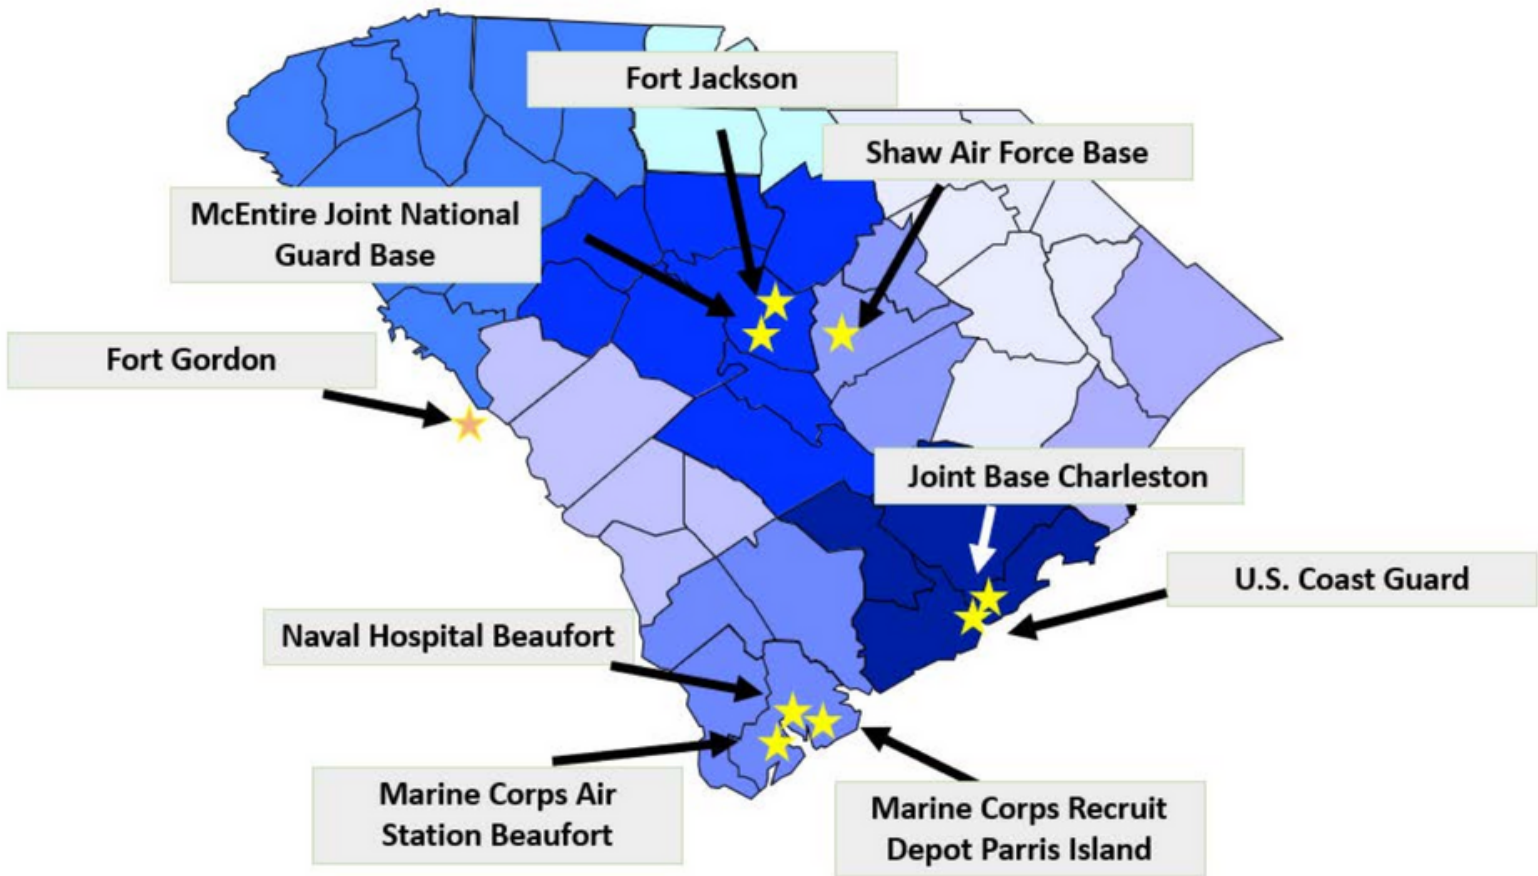 Fort Jackson
Shaw Air Force Base
McEntire Joint National
Guard Base
Fort Gordon
Joint Base Charleston
U.S. Coast Guard
Naval Hospital Beaufort
Marine Corps Air
Station Beaufort
Marine Corps Recruit
Depot Parris Island